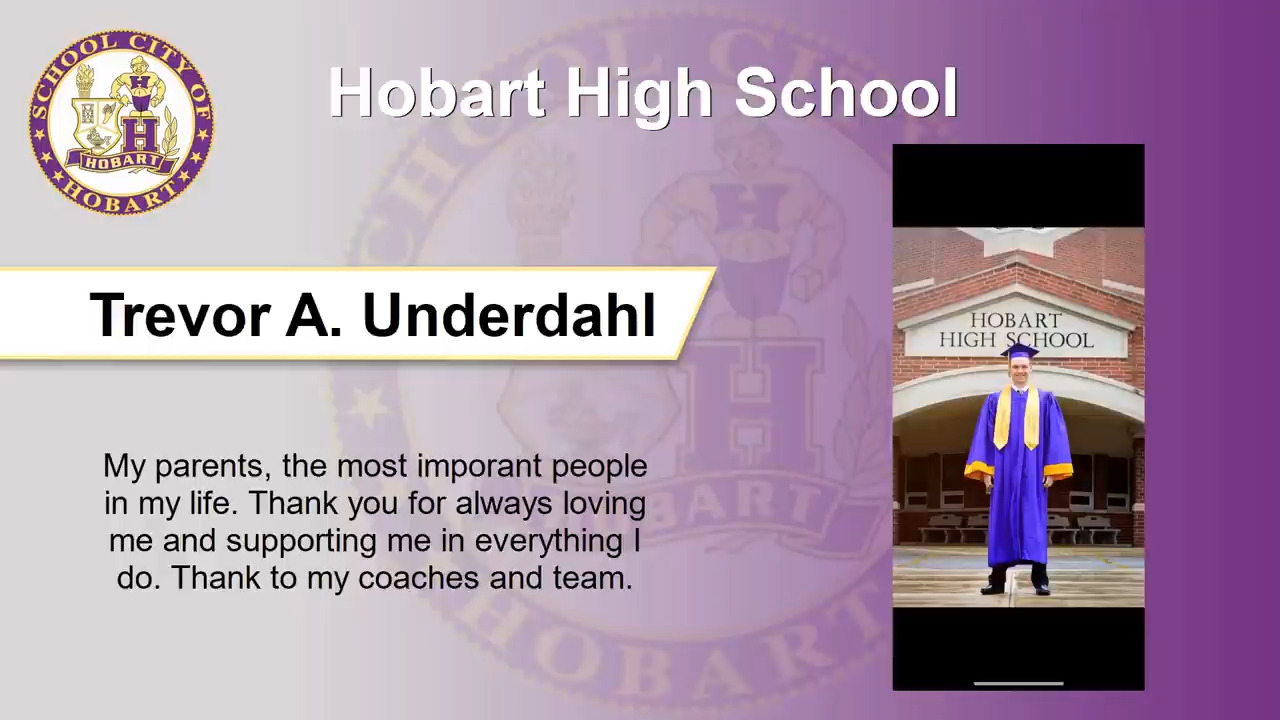 SCHOOL CITY OF
HOBART
HOBART
H
H
Hobart High School
Trevor A. Underdahl
My parents, the most imporant people
in my life. Thank you for always loving
me and supporting me in everything I
do. Thank to my coaches and team.
HOBART
HIGH SCHOOL
H
H
HOBART
HOBART